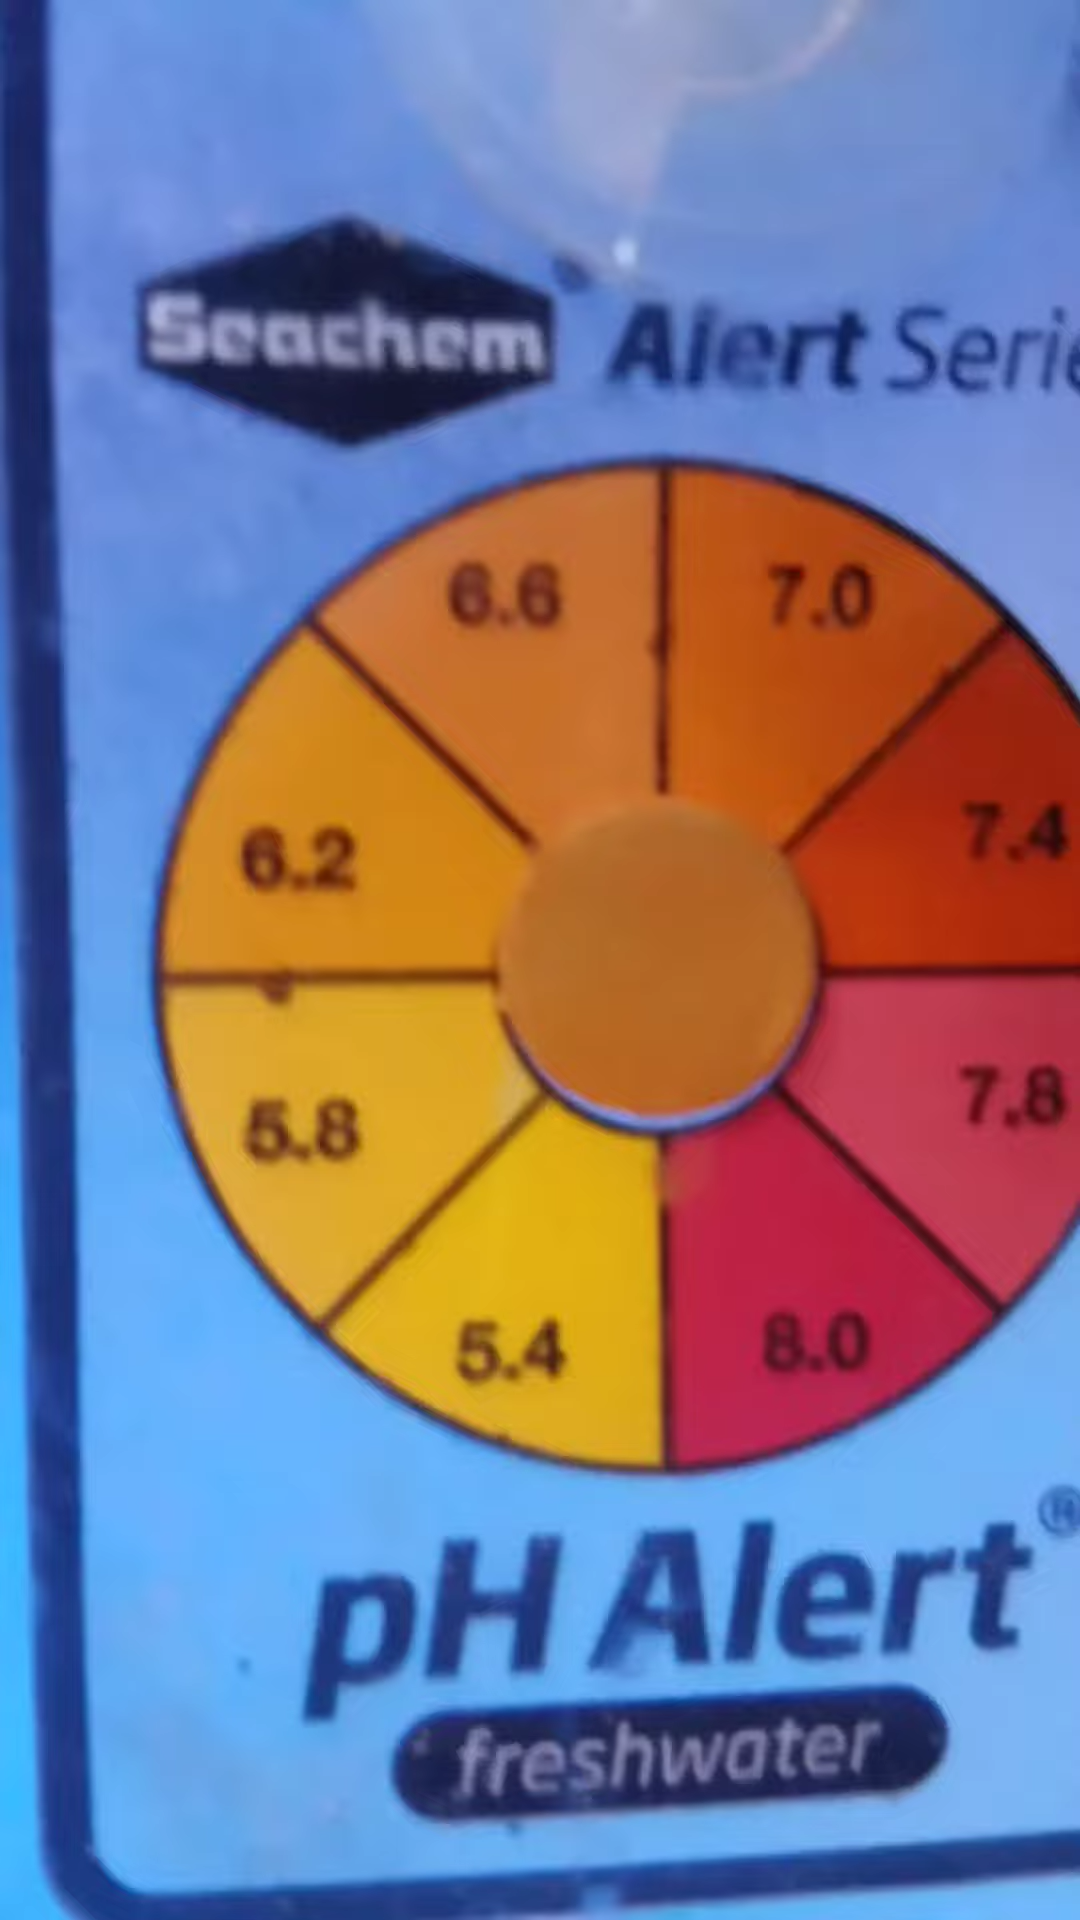 Seachem Alert Serie
6.6 7.0
6.2 7.4
5.8 7.8
5.4 8.0
pH Alert®
freshwater